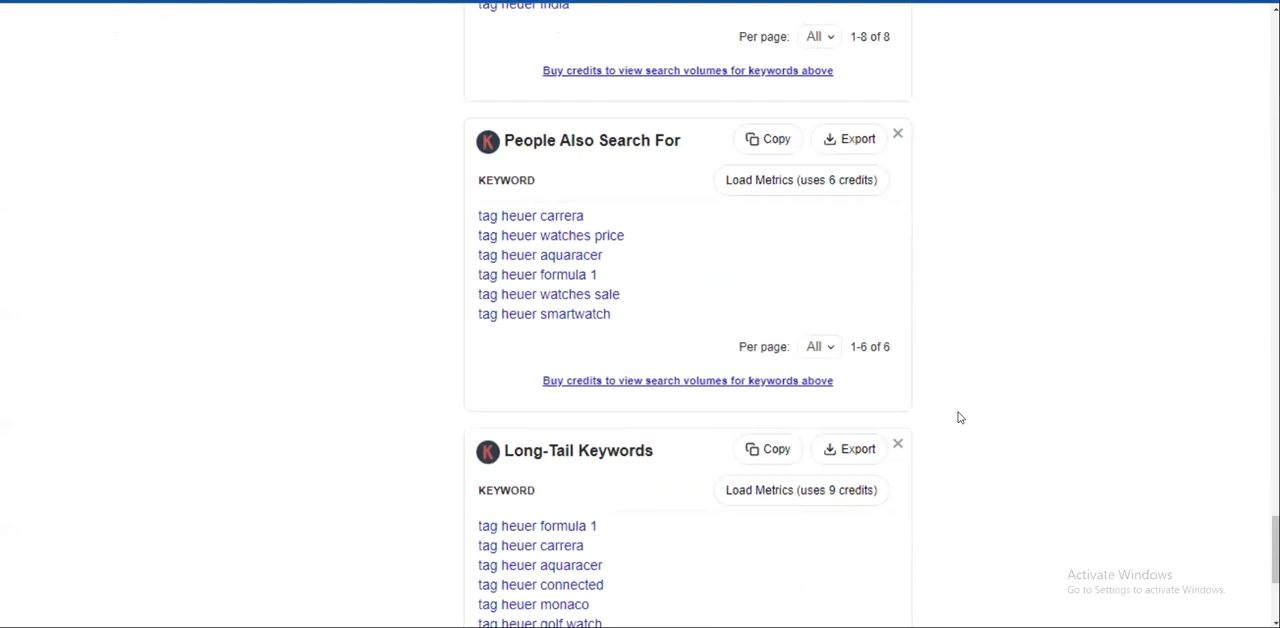 tag heuer india
Per page: All 1-8 of 8
Buy credits to view search volumes for keywords above
People Also Search For Copy Export
KEYWORD Load Metrics (uses 6 credits)
tag heuer carrera
tag heuer watches price
tag heuer aquaracer
tag heuer formula 1
tag heuer watches sale
tag heuer smartwatch
Per page: All 1-6 of 6
Buy credits to view search volumes for keywords above
Long-Tail Keywords Copy Export
KEYWORD Load Metrics (uses 9 credits)
tag heuer formula 1
tag heuer carrera
tag heuer aquaracer
tag heuer connected
tag heuer monaco
tag heuer golf watch
Activate Windows
Go to Settings to activate Windows.